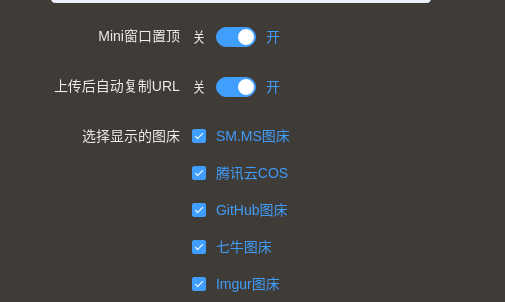 Mini窗口置顶 关 开
上传后自动复制URL 关 开
选择显示的图床 SM.MS图床
腾讯云COS
GitHub图床
七牛图床
Imgur图床